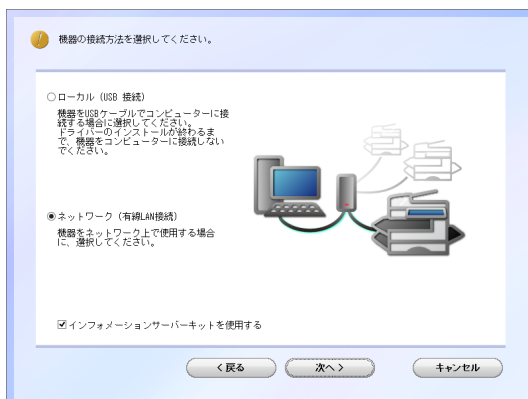 機器の接続方法を選択してください。
ローカル（USB 接続）
機器をUSBケーブルでコンピューターに接
続する場合に選択してください。
ドライバーのインストールが終わるま
で、機器をコンピューターに接続しない
でください。
ネットワーク（有線LAN接続）
機器をネットワーク上で使用する場合
に、選択してください。
インフォメーションサーバーキットを使用する
＜戻る
次へ＞
キャンセル